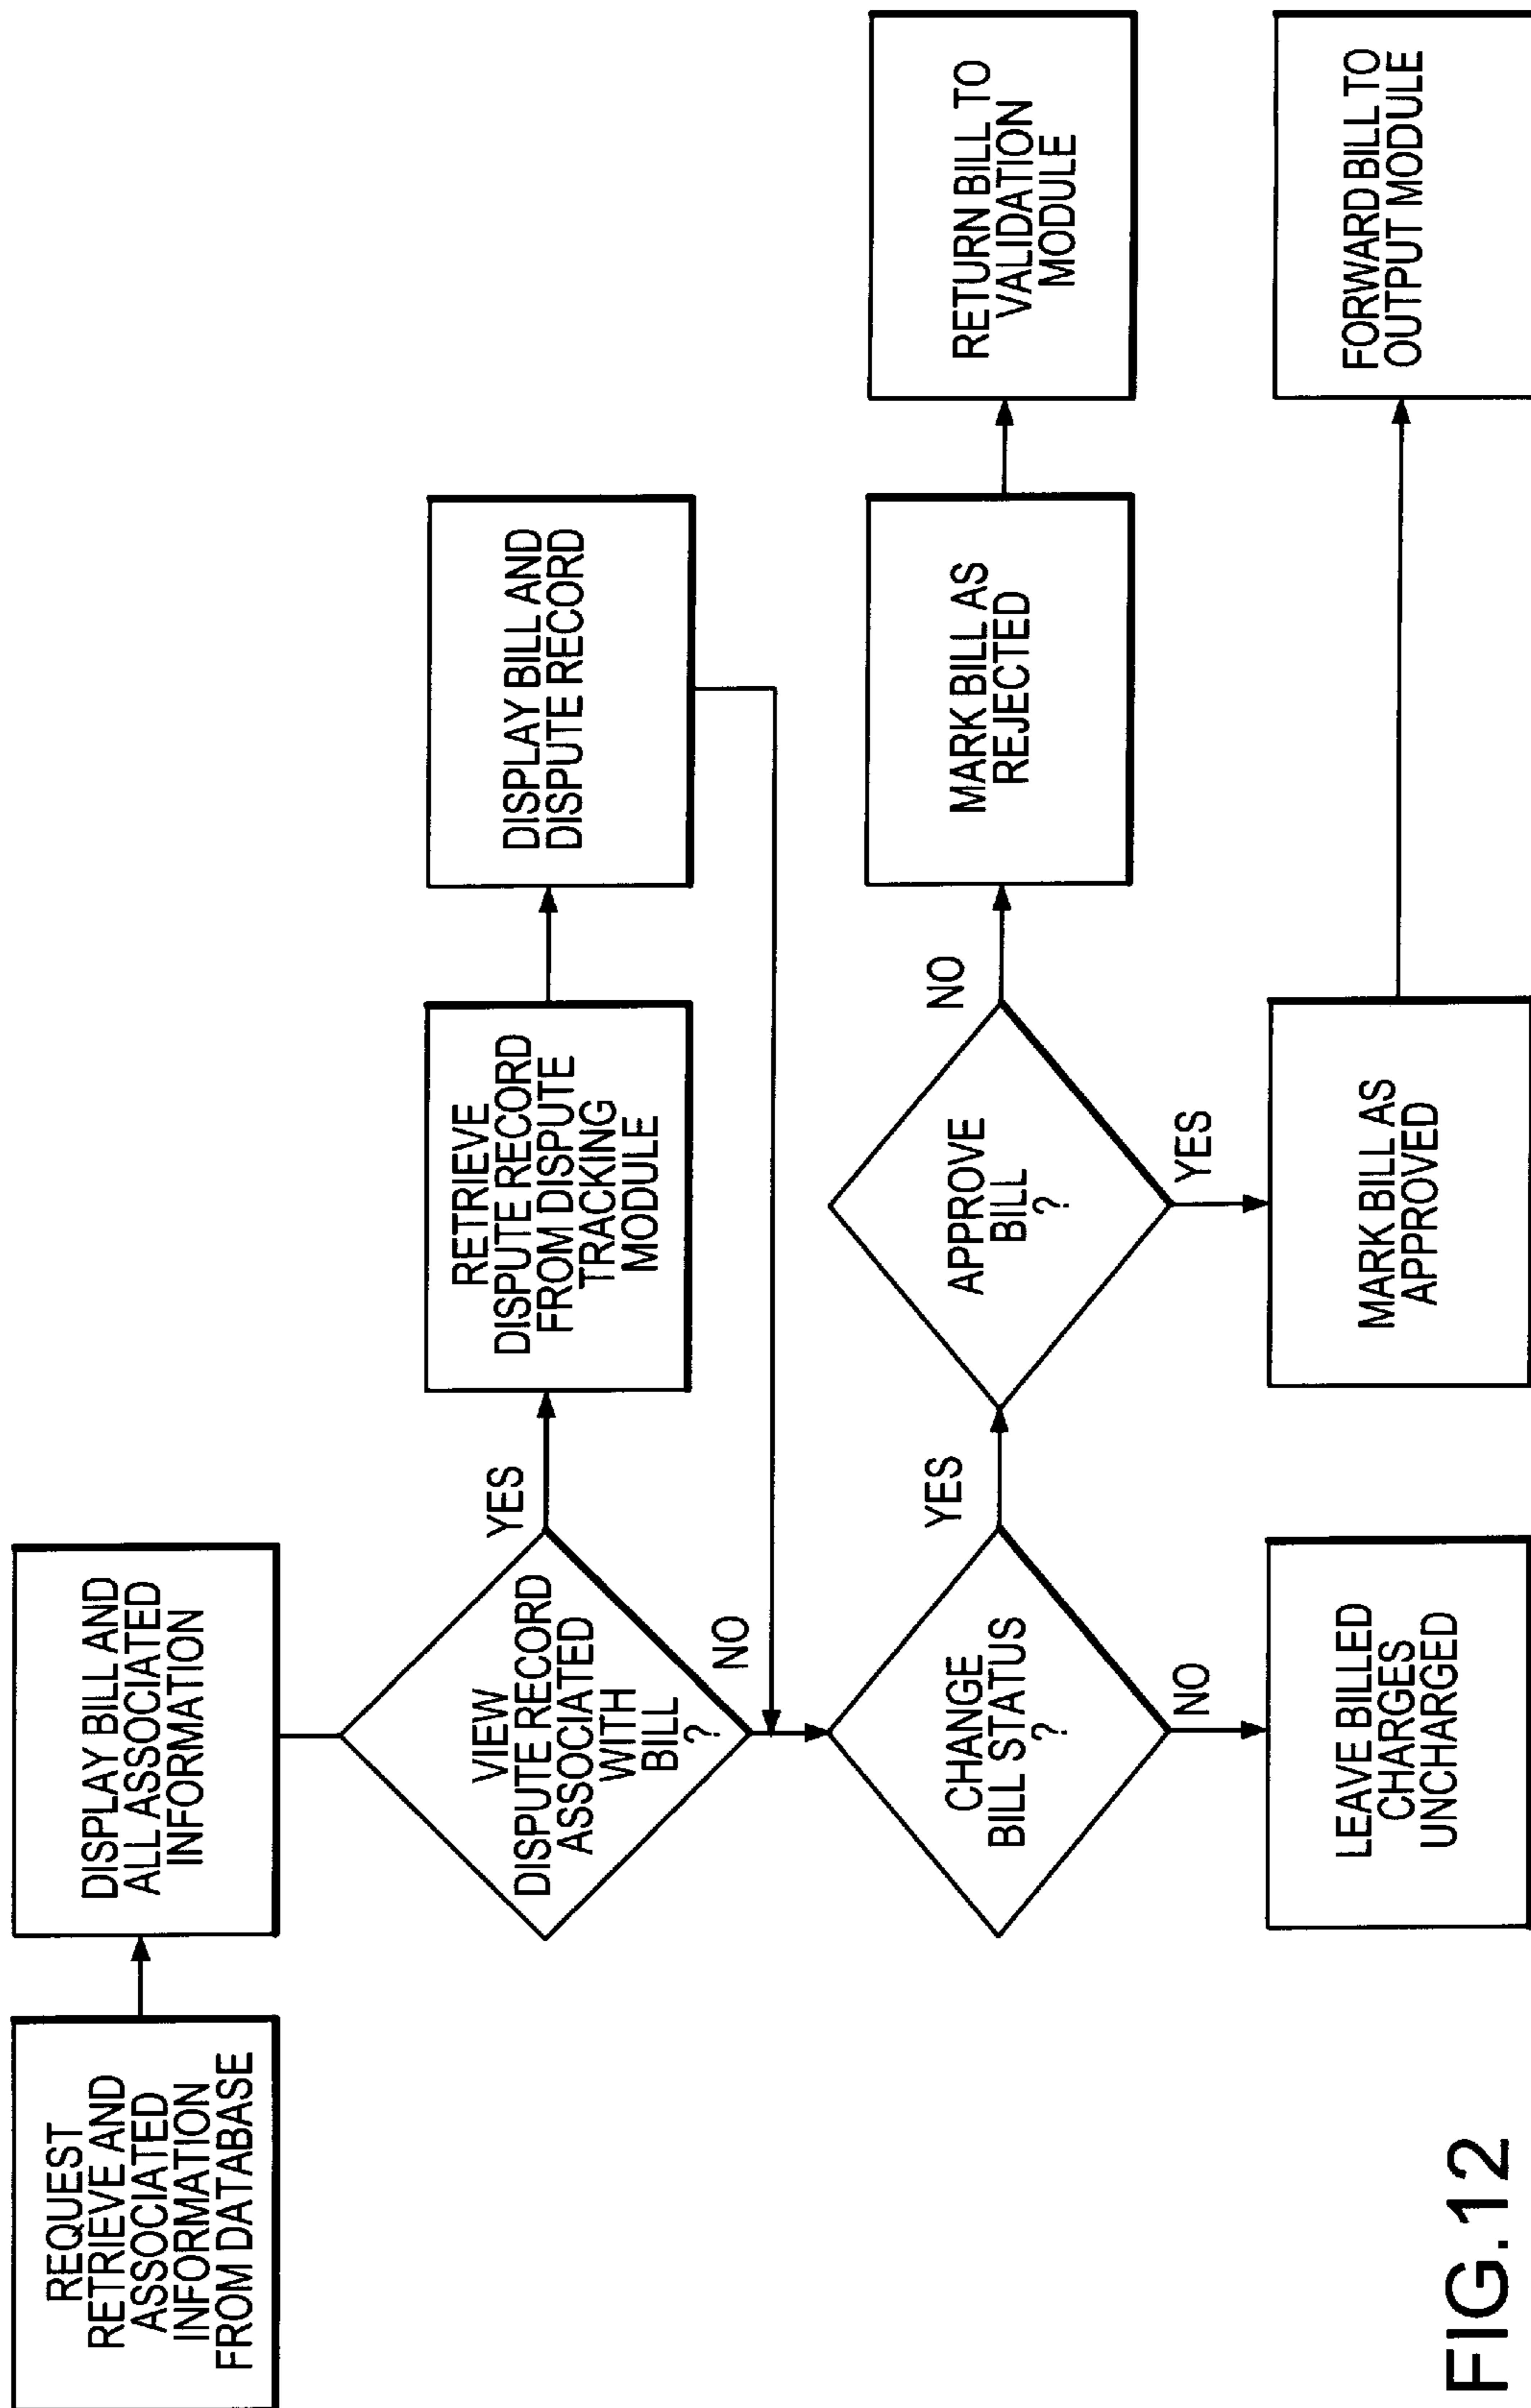 REQUEST
RETRIEVE AND
ASSOCIATED
INFORMATION
FROM DATABASE
DISPLAY BILL AND
ALL ASSOCIATED
INFORMATION
VIEW
DISPUTE RECORD
ASSOCIATED
WITH
BILL
?
YES
RETRIEVE
DISPUTE RECORD
FROM DISPUTE
TRACKING
MODULE
DISPLAY BILL AND
DISPUTE RECORD
NO
CHANGE
BILL STATUS
?
YES
APPROVE
BILL
?
NO
MARK BILL AS
REJECTED
RETURN BILL TO
VALIDATION
MODULE
NO
YES
LEAVE BILLED
CHARGES
UNCHARGED
MARK BILL AS
APPROVED
FORWARD BILL TO
OUTPUT MODULE
FIG.12